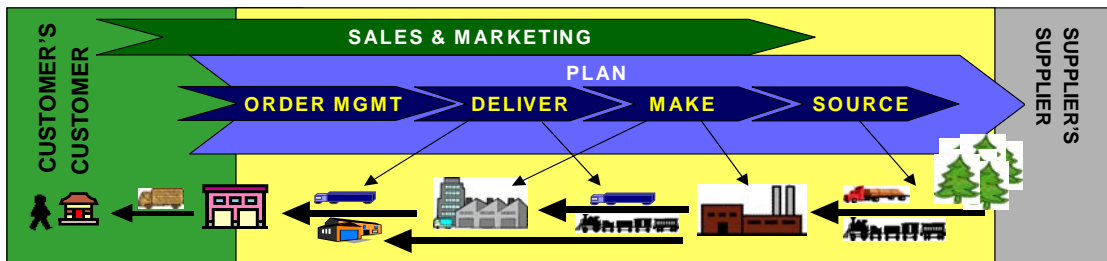 CUSTOMER'S
CUSTOMER
SALES & MARKETING
PLAN
ORDER MGMT
DELIVER
MAKE
SOURCE
SUPPLIER'S
SUPPLIER